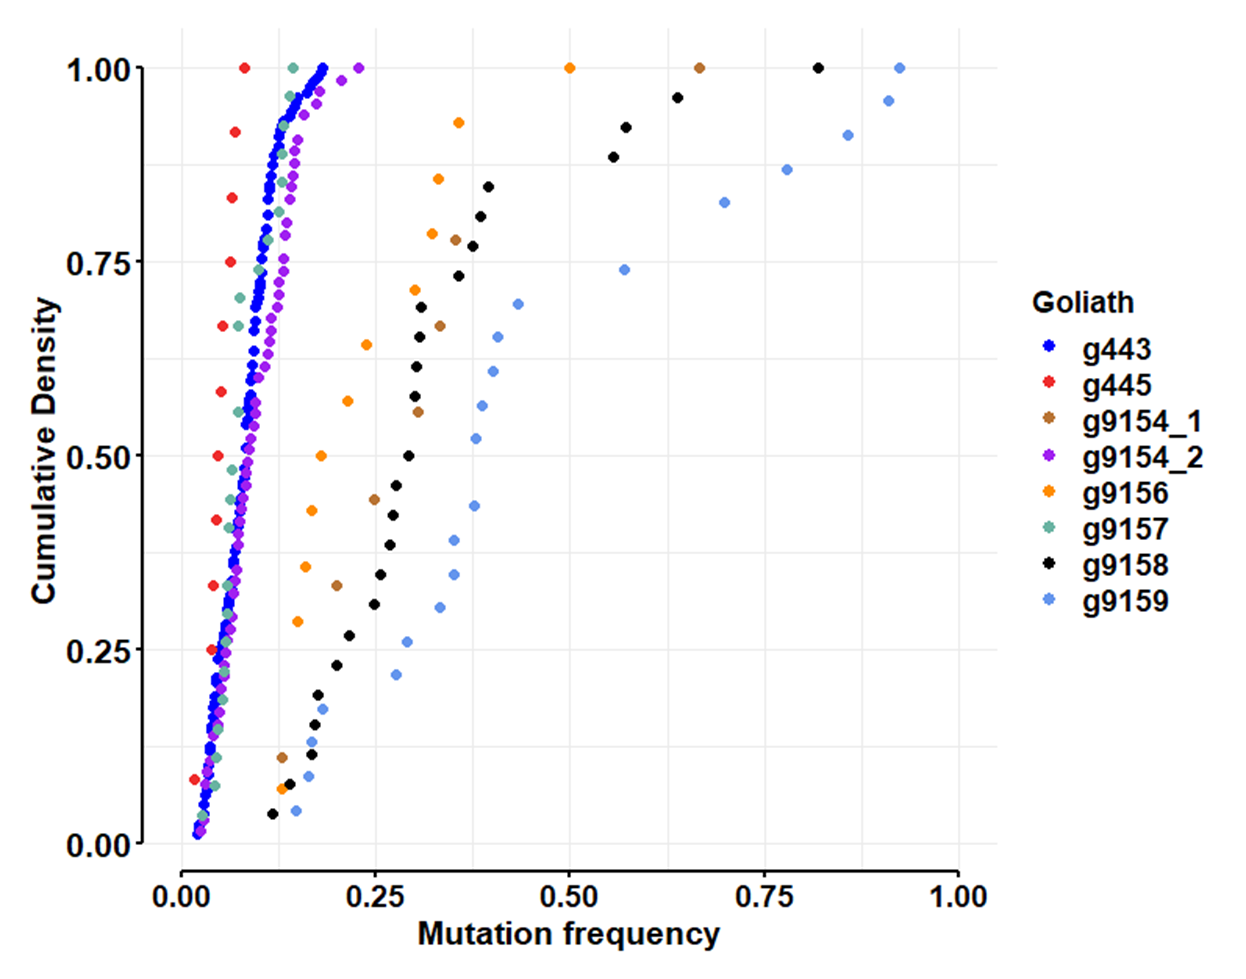 1.00
0.75
0.50
0.25
0.00
Cumulative Density
0.00 0.25 0.50 0.75 1.00
Mutation frequency
Goliath
g443
g445
g9154_1
g9154_2
g9156
g9157
g9158
g9159